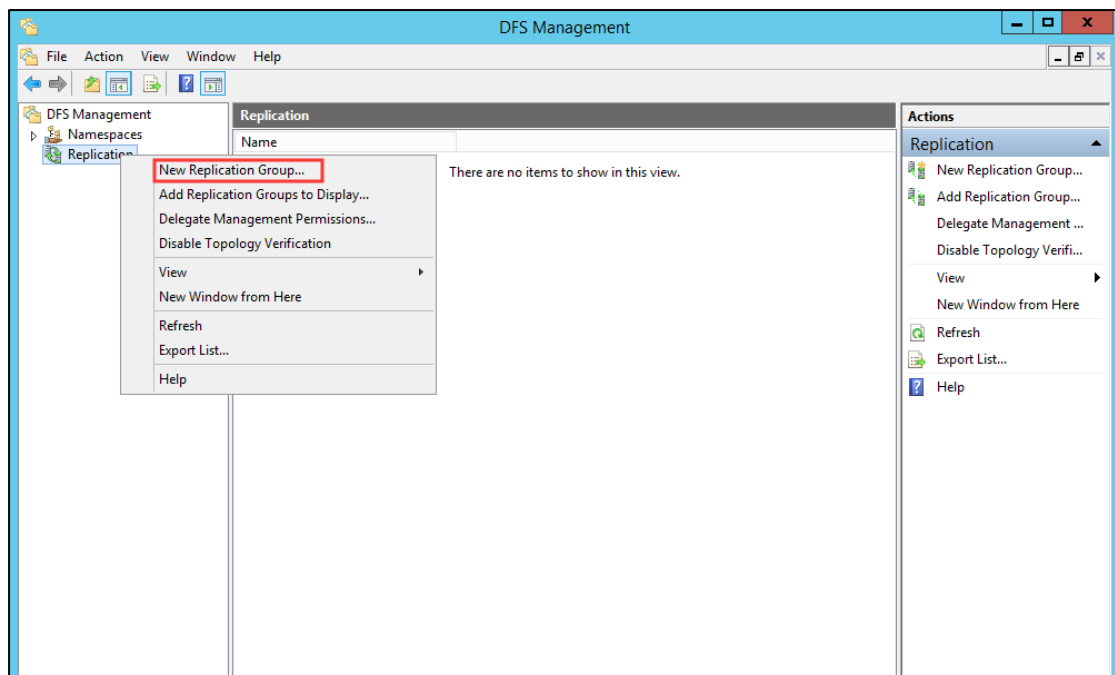 DFS Management
File Action View Window Help
DFS Management
Namespaces
Replication
Replication
Name
There are no items to show in this view.
New Replication Group...
Add Replication Groups to Display...
Delegate Management Permissions...
Disable Topology Verification
View
New Window from Here
Refresh
Export List...
Help
Actions
Replication
New Replication Group...
Add Replication Group...
Delegate Management ...
Disable Topology Verifi...
View
New Window from Here
Refresh
Export List...
Help